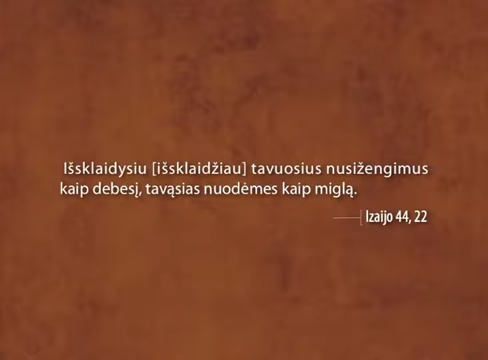 Išsklaidysiu [išsklaidžiau] tavuosius nusižengimus
kaip debesį, tavąsias nuodėmes kaip miglą.
Izaijo 44, 22